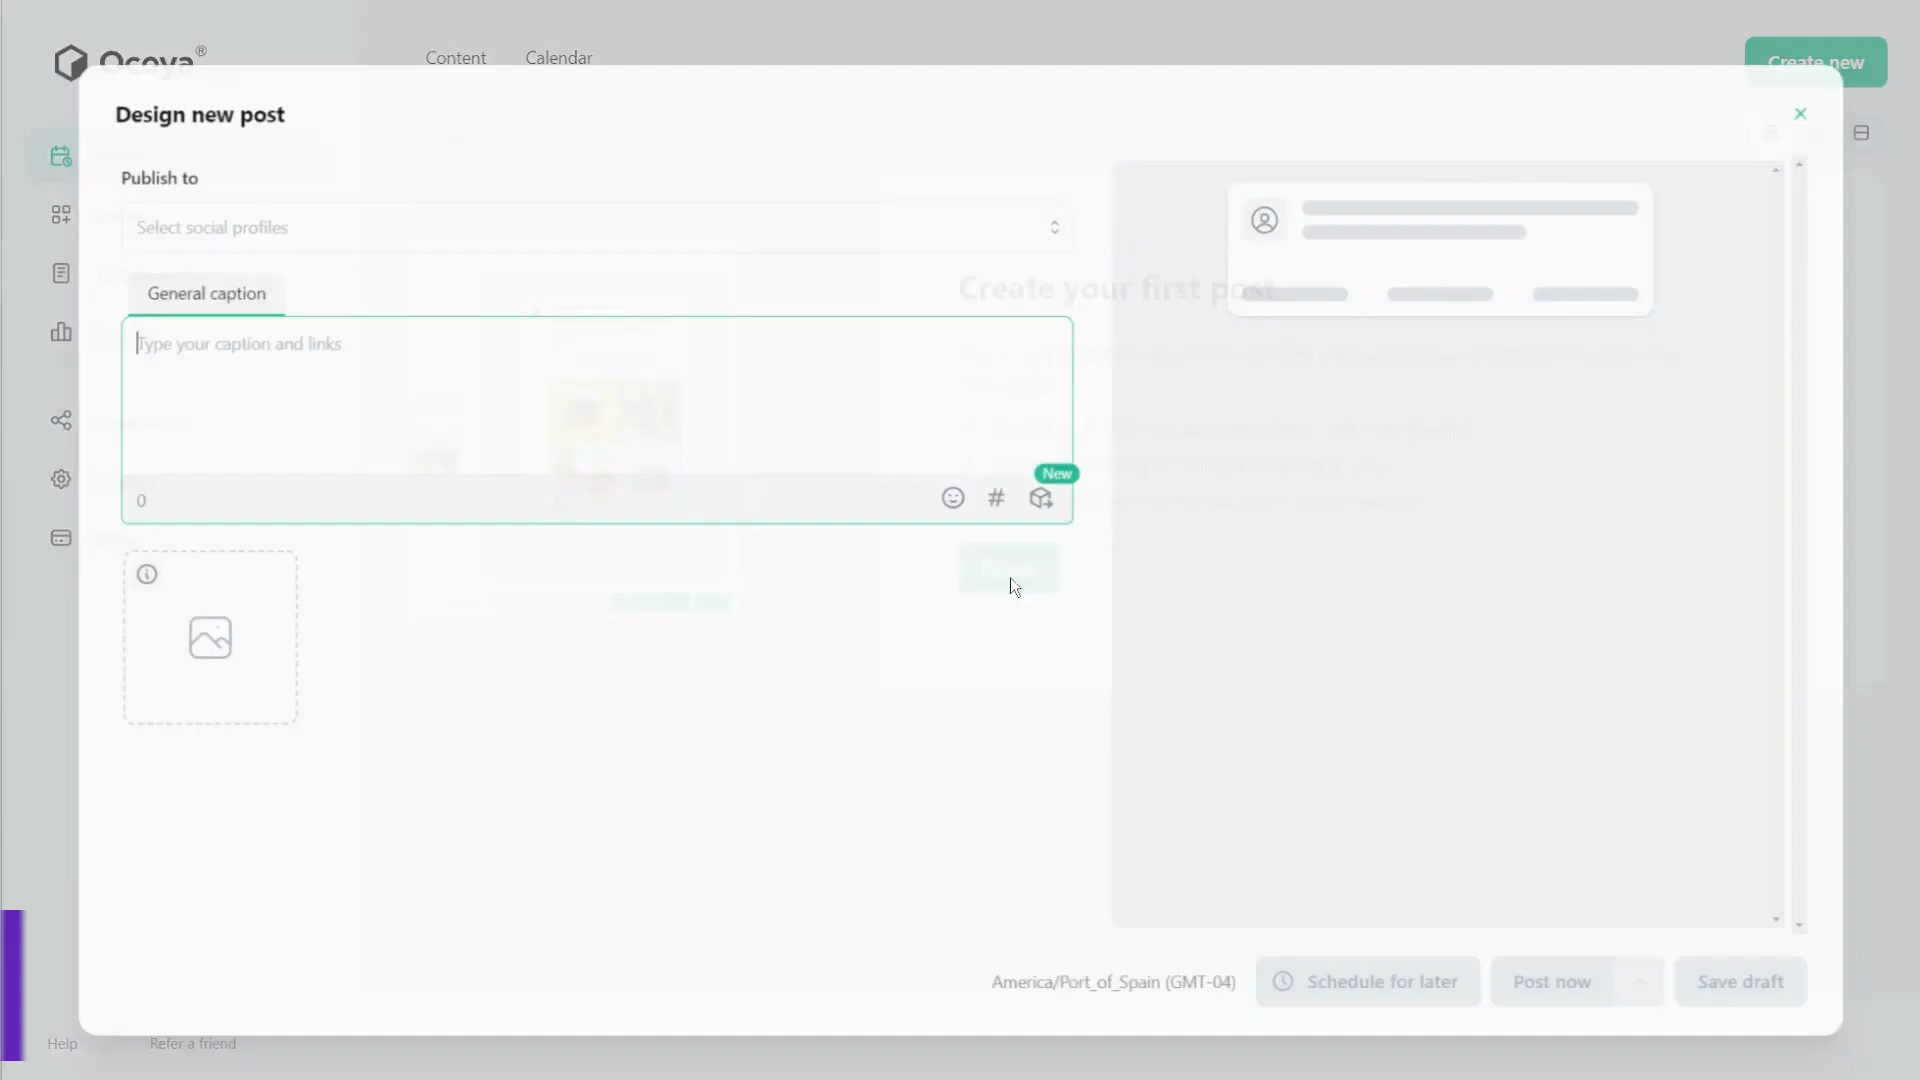 Ocoya®
Content
Calendar
Create new
Design new post
Publish to
Select social profiles
General caption
Create your first post
Type your caption and links
New
0
America/Port_of_Spain (GMT-04)
Schedule for later
Post now
Save draft
Help
Refer a friend